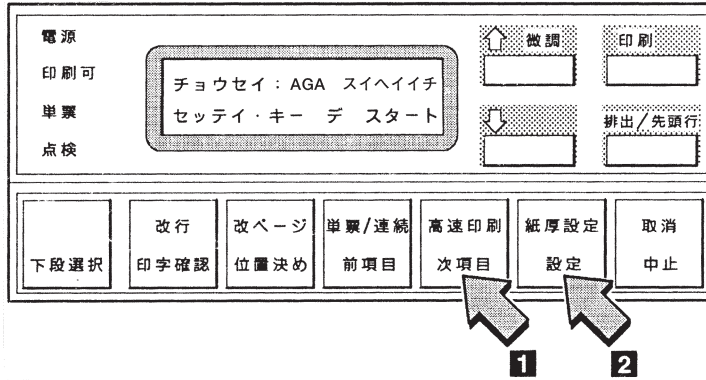 電源
印刷可
単票
点検
チョウセイ：AGA スイヘイイチ
セッテイ・キー デ スタート
微調
印刷
排出/先頭行
下段選択
改行
印字確認
改ページ
位置決め
単票/連続
前項目
高速印刷
次項目
紙厚設定
設定
取消
中止
1
2